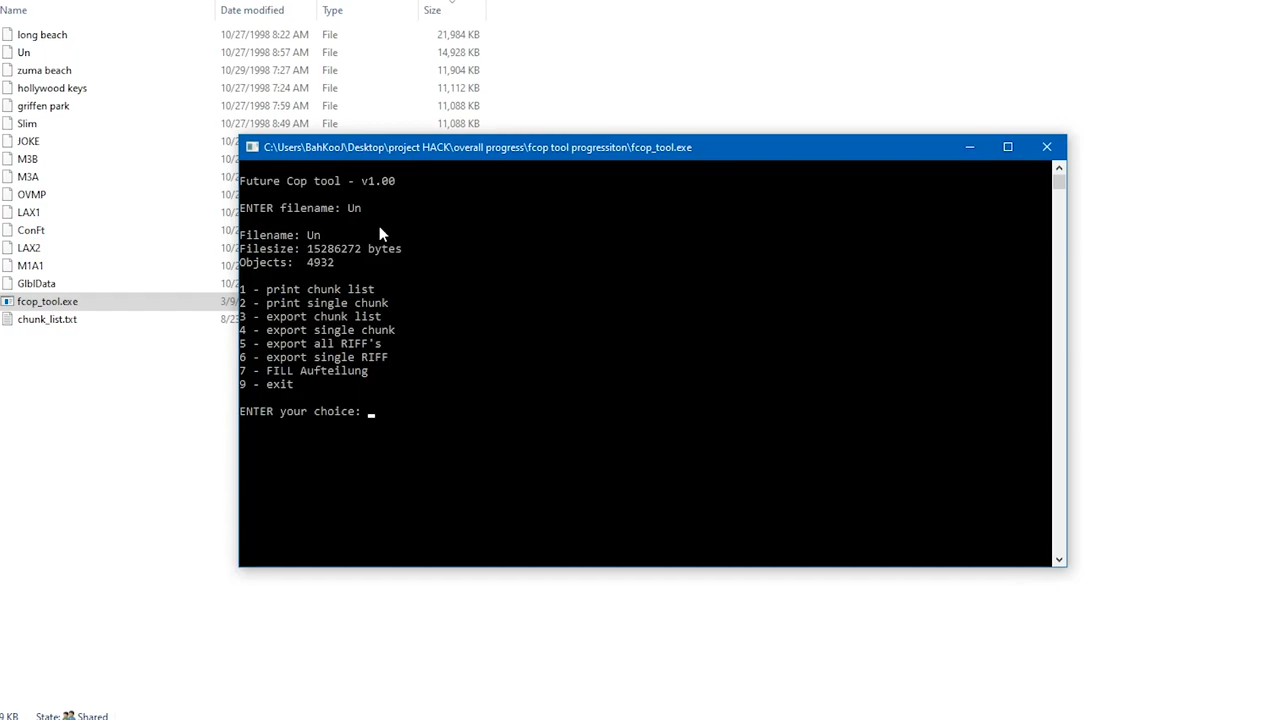 Name Date modified Type Size
long beach 10/27/1998 8:22 AM File 21,984 KB
Un 10/27/1998 8:57 AM File 14,928 KB
zuma beach 10/29/1998 7:27 AM File 11,904 KB
hollywood keys 10/27/1998 7:24 AM File 11,112 KB
griffen park 10/27/1998 7:59 AM File 11,088 KB
Slim 10/27/1998 8:49 AM File 11,088 KB
JOKE
M3B
M3A
OVMP
LAX1
ConFt
LAX2
M1A1
GlblData
fcop_tool.exe
chunk_list.txt
C:\Users\BahKooJ\Desktop\project HACK\overall progress\fcop tool progressiton\fcop_tool.exe
Future Cop tool - v1.00
ENTER filename: Un
Filename: Un
Filesize: 15286272 bytes
Objects: 4932
1 - print chunk list
2 - print single chunk
3 - export chunk list
4 - export single chunk
5 - export all RIFF's
6 - export single RIFF
7 - FILL Aufteilung
9 - exit
ENTER your choice: _
9 KB State: Shared